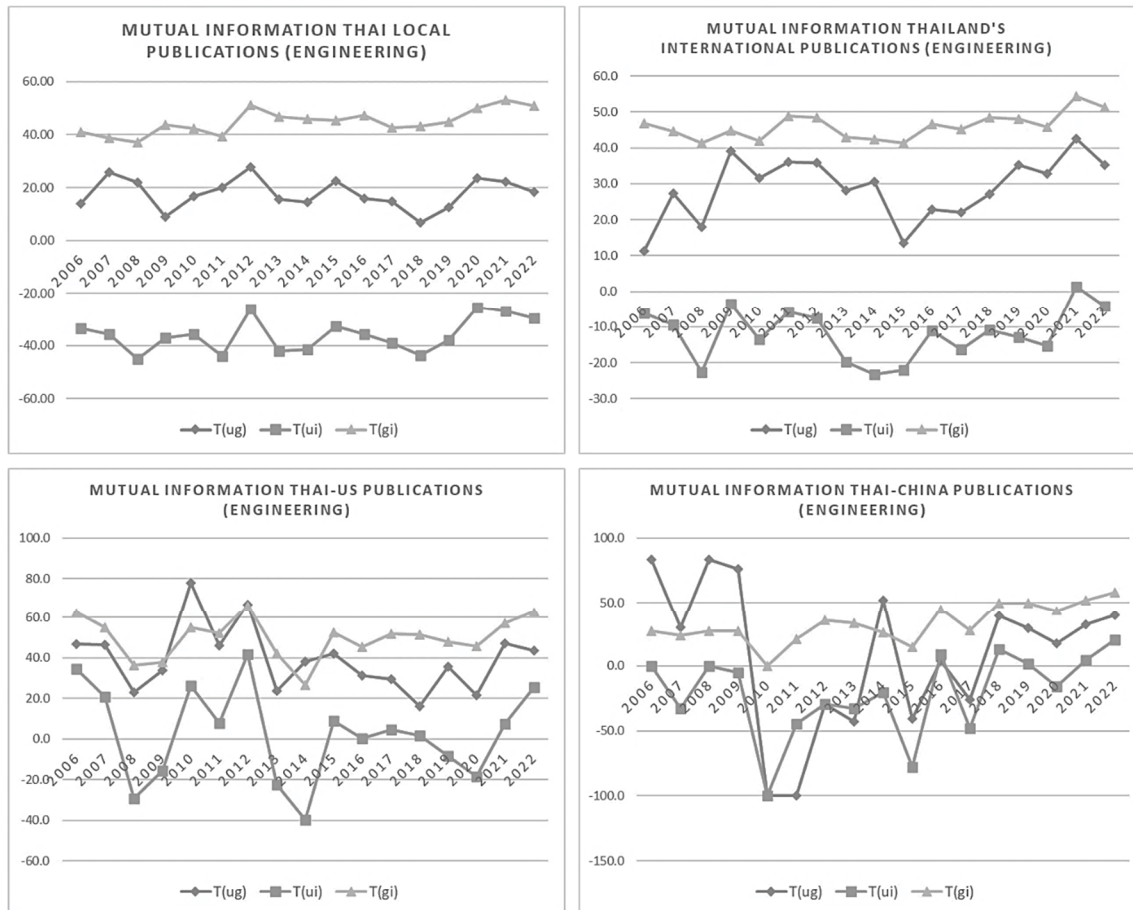 MUTUAL INFORMATION THAI LOCAL
PUBLICATIONS (ENGINEERING)
60.00
40.00
20.00
0.00
-20.00
-40.00
-60.00
2006 2007 2008 2009 2010 2011 2012 2013 2014 2015 2016 2017 2018 2019 2020 2021 2022
T(ug) T(ui) T(gi)
MUTUAL INFORMATION THAILAND'S
INTERNATIONAL PUBLICATIONS (ENGINEERING)
60.0
50.0
40.0
30.0
20.0
10.0
0.0
-10.0
-20.0
-30.0
2006 2007 2008 2009 2010 2011 2012 2013 2014 2015 2016 2017 2018 2019 2020 2021 2022
T(ug) T(ui) T(gi)
MUTUAL INFORMATION THAI-US PUBLICATIONS
(ENGINEERING)
100.0
80.0
60.0
40.0
20.0
0.0
-20.0
-40.0
-60.0
2006 2007 2008 2009 2010 2011 2012 2013 2014 2015 2016 2017 2018 2019 2020 2021 2022
T(ug) T(ui) T(gi)
MUTUAL INFORMATION THAI-CHINA PUBLICATIONS
(ENGINEERING)
100.0
50.0
0.0
-50.0
-100.0
-150.0
2006 2007 2008 2009 2010 2011 2012 2013 2014 2015 2016 2017 2018 2019 2020 2021 2022
T(ug) T(ui) T(gi)